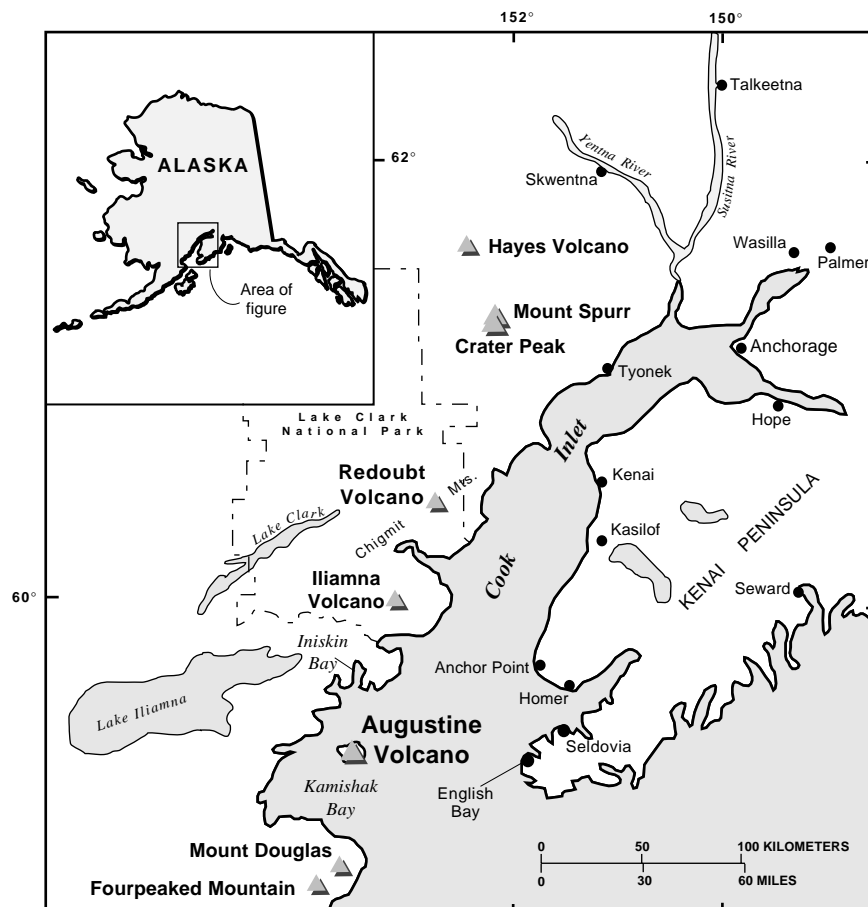 152°
150°
Talkeetna
62°
ALASKA
Yentna River
Susitna River
Skwentna
Hayes Volcano
Wasilla
Palmer
Area of
figure
Mount Spurr
Crater Peak
Anchorage
Tyonek
Lake Clark
National Park
Hope
Inlet
Redoubt
Volcano
Mts.
Chigmit
Kenai
Lake Clark
Kasilof
KENAI PENINSULA
Cook
60°
Iliamna
Volcano
Seward
Iniskin
Bay
Anchor Point
Homer
Lake Iliamna
Augustine
Volcano
Seldovia
Kamishak
Bay
English
Bay
Mount Douglas
Fourpeaked Mountain
0 50 100 KILOMETERS
0 30 60 MILES